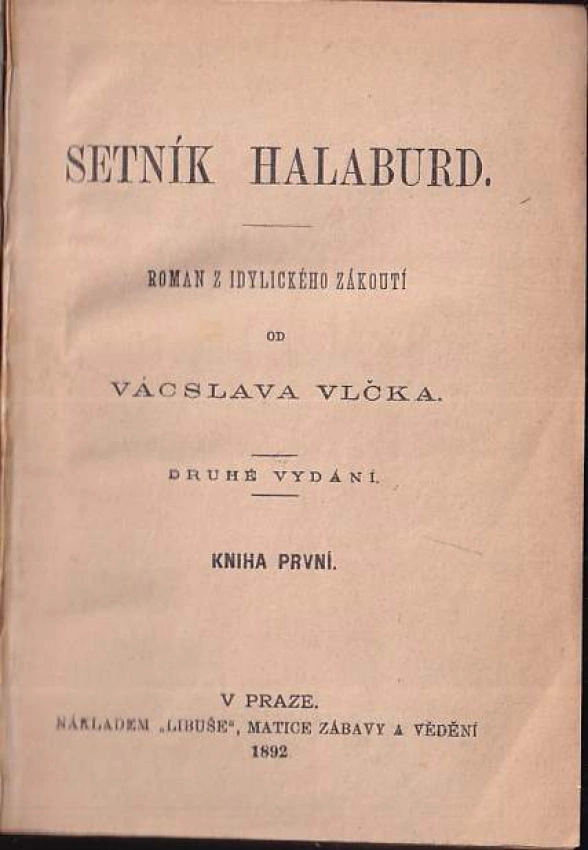 SETNÍK HALABURD.
ROMAN Z IDYLICKÉHO ZÁKOUTÍ
OD
VÁCSLAVA VLČKA.
DRUHÉ VYDÁNÍ.
KNIHA PRVNÍ.
V PRAZE.
NÁKLADEM „LIBUŠE“, MATICE ZÁBAVY A VĚDĚNÍ
1892